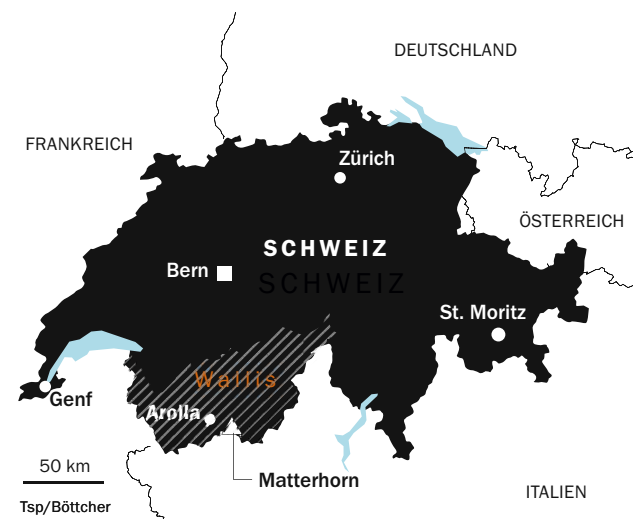 DEUTSCHLAND
FRANKREICH
Zürich
ÖSTERREICH
SCHWEIZ
Bern
SCHWEIZ
St. Moritz
Wallis
Genf
Arolla
50 km
Matterhorn
ITALIEN
Tsp/Böttcher